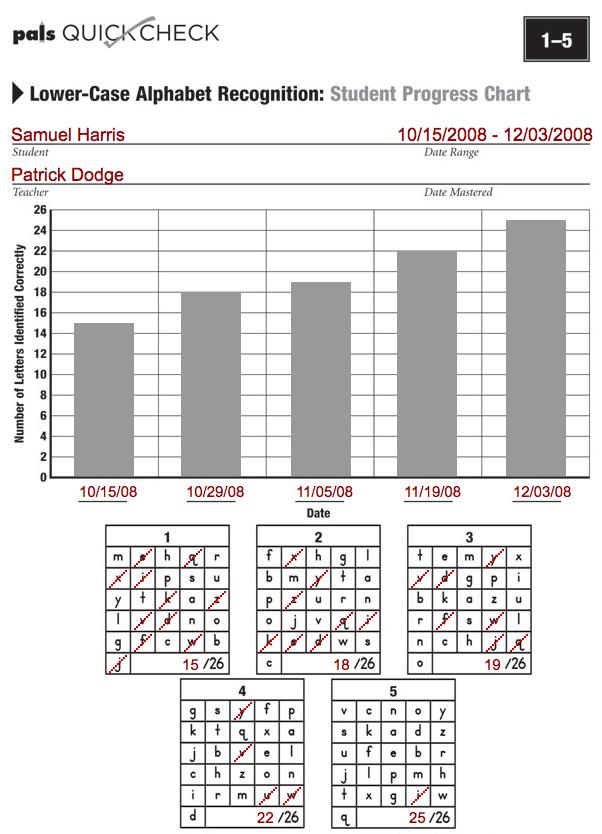 pals QUICKCHECK
1–5
Lower-Case Alphabet Recognition: Student Progress Chart
Samuel Harris 10/15/2008 - 12/03/2008
Student Date Range
Patrick Dodge
Teacher Date Mastered
Number of Letters Identified Correctly
26
24
22
20
18
16
14
12
10
8
6
4
2
0
10/15/08 10/29/08 11/05/08 11/19/08 12/03/08
Date
1
m e h q r
x i p s u
y t k a z
l v d n o
g f c w b
j 15 /26
2
f x h g l
b m y t a
p z u r n
o j v q i
k e d w s
c 18 /26
3
t e m y x
v d g p i
b k a z u
r f s w l
n c h j q
o 19 /26
4
g s y f p
k t q x a
j b v e l
c h z o n
i r m u w
d 22 /26
5
v c n o y
s k a d z
u f e b r
j l p m h
t x g i w
q 25 /26